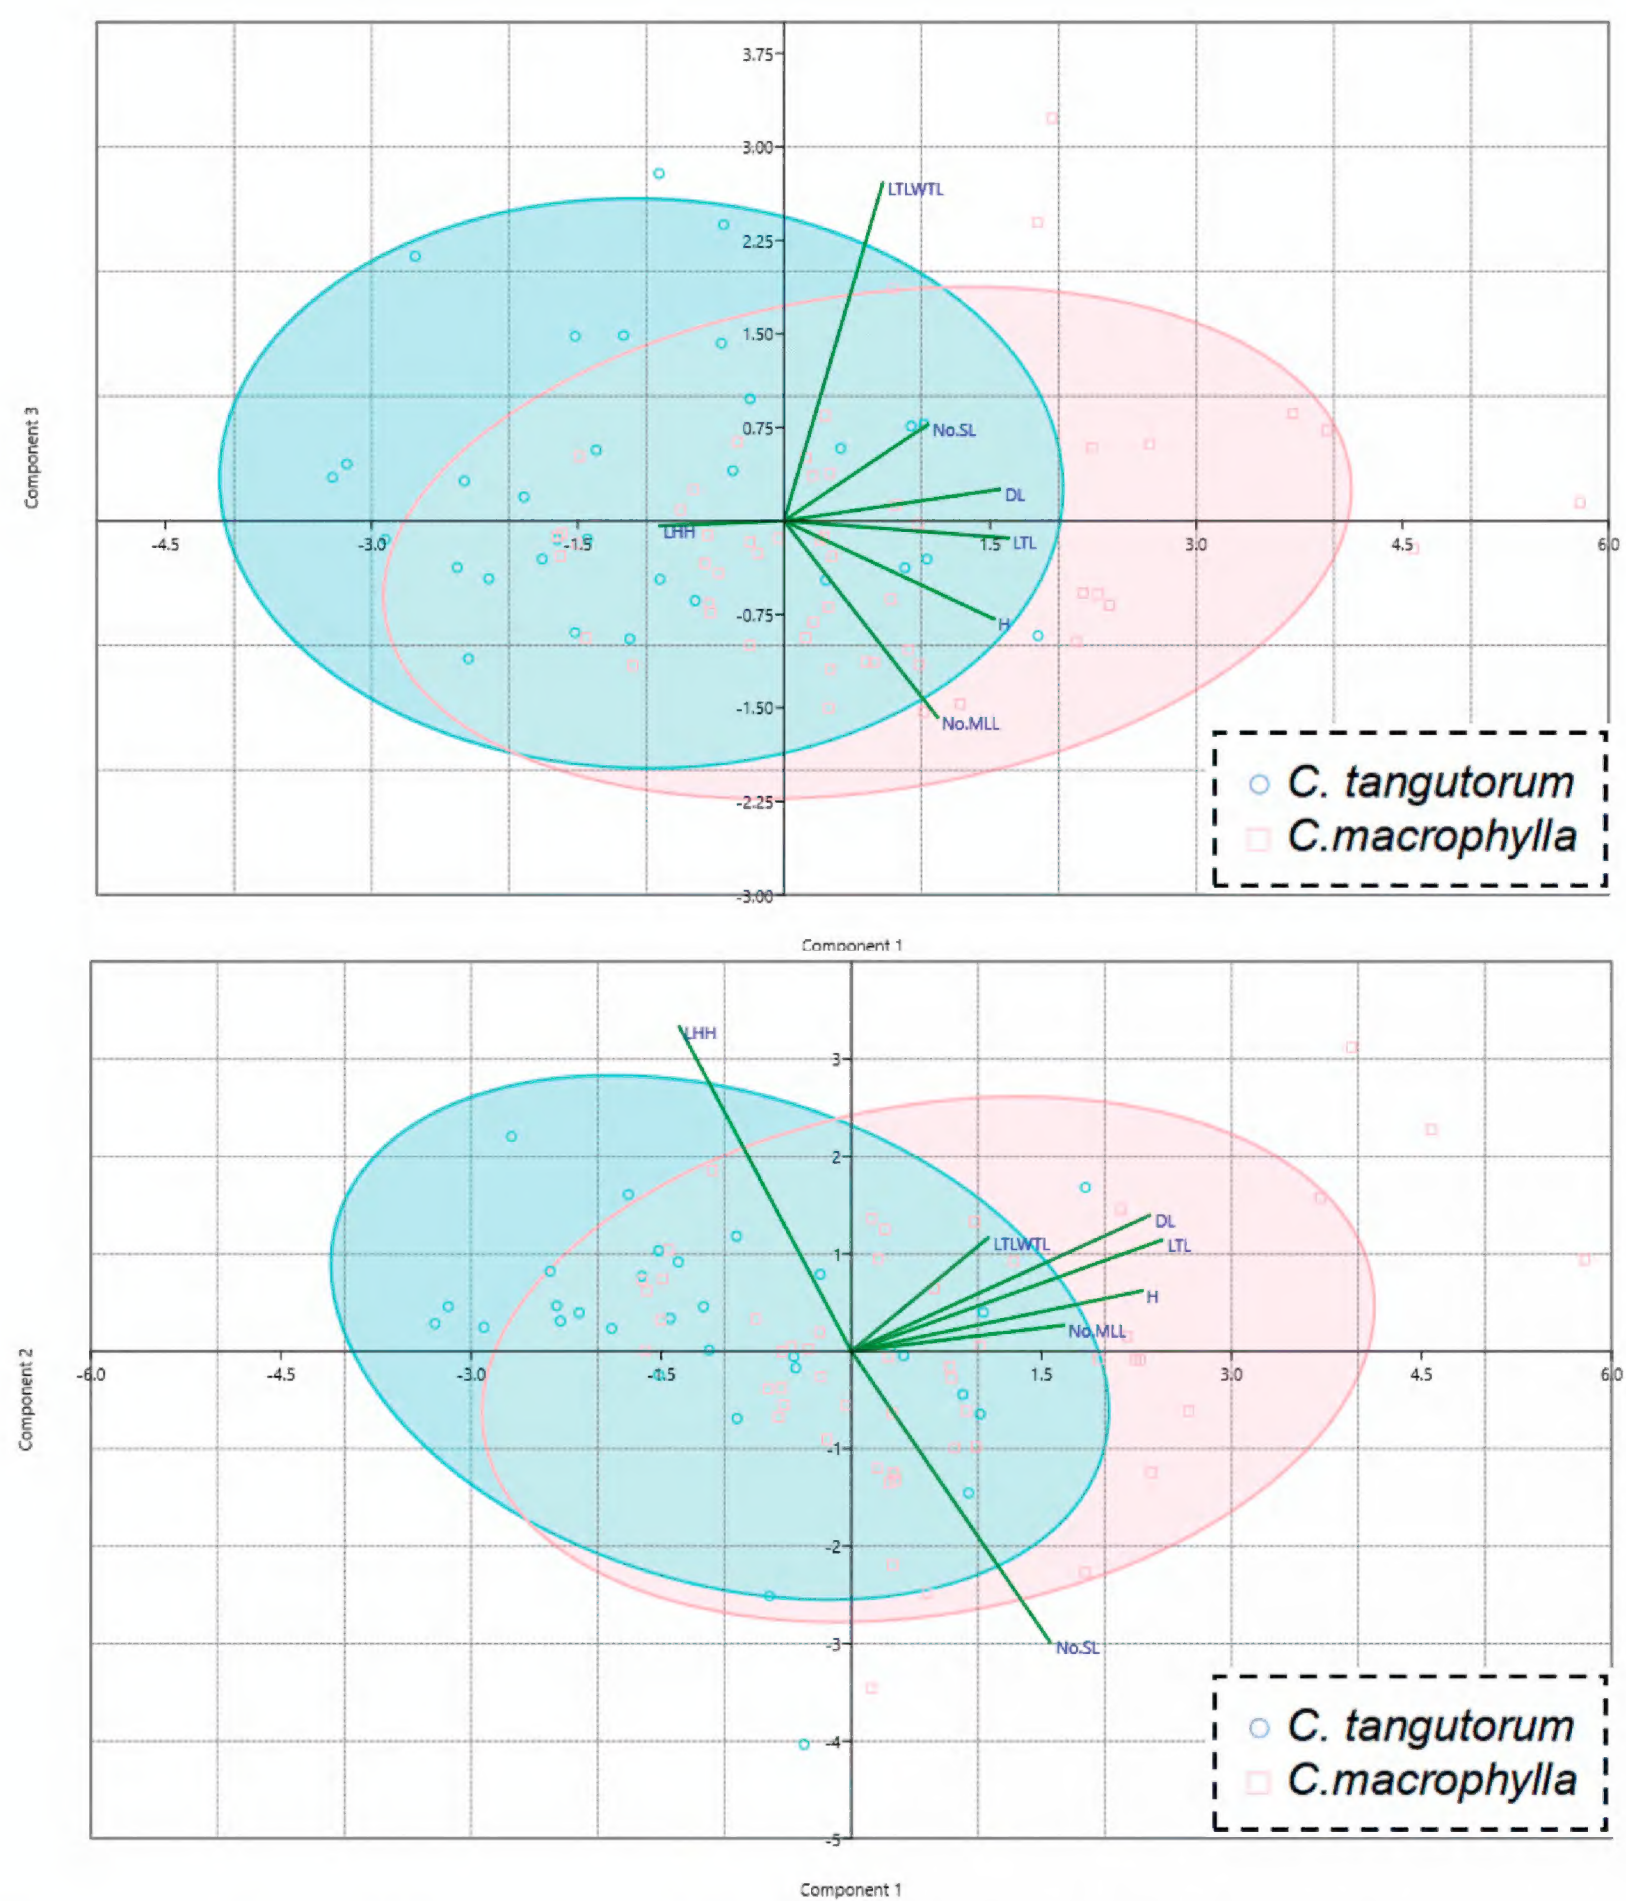 3.75
3.00
LTLWTL
2.25
1.50
Component 3
0.75
No.SL
DL
LHH
-4.5 -3.0 -1.5 1.5 3.0 4.5 6.0
LTL
-0.75
H
-1.50
No.MLL
-2.25
C. tangutorum
C.macrophylla
-3.00
Component 1
LHH
3
2
DL
LTLWTL
LTL
1
H
No.MLL
Component 2
-6.0 -4.5 -3.0 -1.5 1.5 3.0 4.5 6.0
-1
-2
-3
No.SL
C. tangutorum
-4
C.macrophylla
-5
Component 1